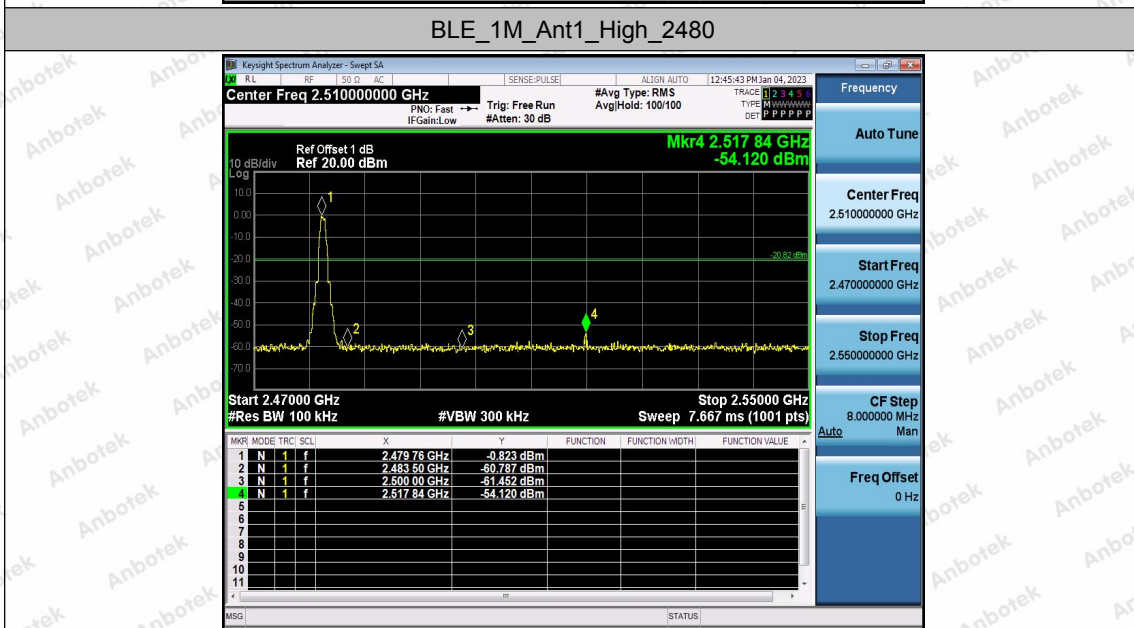 BLE_1M_Ant1_High_2480
Keysight Spectrum Analyzer - Swept SA
LXI RL RF 50 Ω AC SENSE:PULSE ALIGN AUTO 12:45:43 PM Jan 04, 2023
Center Freq 2.510000000 GHz
PNO: Fast
IFGain:Low
Trig: Free Run
#Atten: 30 dB
#Avg Type: RMS
Avg|Hold: 100/100
TRACE 1 2 3 4 5 6
TYPE M W W W W W
DET P P P P P P
Ref Offset 1 dB
10 dB/div Ref 20.00 dBm
Log
Mkr4 2.517 84 GHz
-54.120 dBm
10.0
0.00
-10.0
-20.0
-30.0
-40.0
-50.0
-60.0
-70.0
-20.82 dBm
1
2
3
4
Start 2.47000 GHz Stop 2.55000 GHz
#Res BW 100 kHz #VBW 300 kHz Sweep 7.667 ms (1001 pts)
MKR MODE TRC SCL X Y FUNCTION FUNCTION WIDTH FUNCTION VALUE
1 N 1 f 2.479 76 GHz -0.823 dBm
2 N 1 f 2.483 50 GHz -60.787 dBm
3 N 1 f 2.500 00 GHz -61.452 dBm
4 N 1 f 2.517 84 GHz -54.120 dBm
5
6
7
8
9
10
11
MSG STATUS
Frequency
Auto Tune
Center Freq
2.510000000 GHz
Start Freq
2.470000000 GHz
Stop Freq
2.550000000 GHz
CF Step
8.000000 MHz
Auto Man
Freq Offset
0 Hz
Anbotek